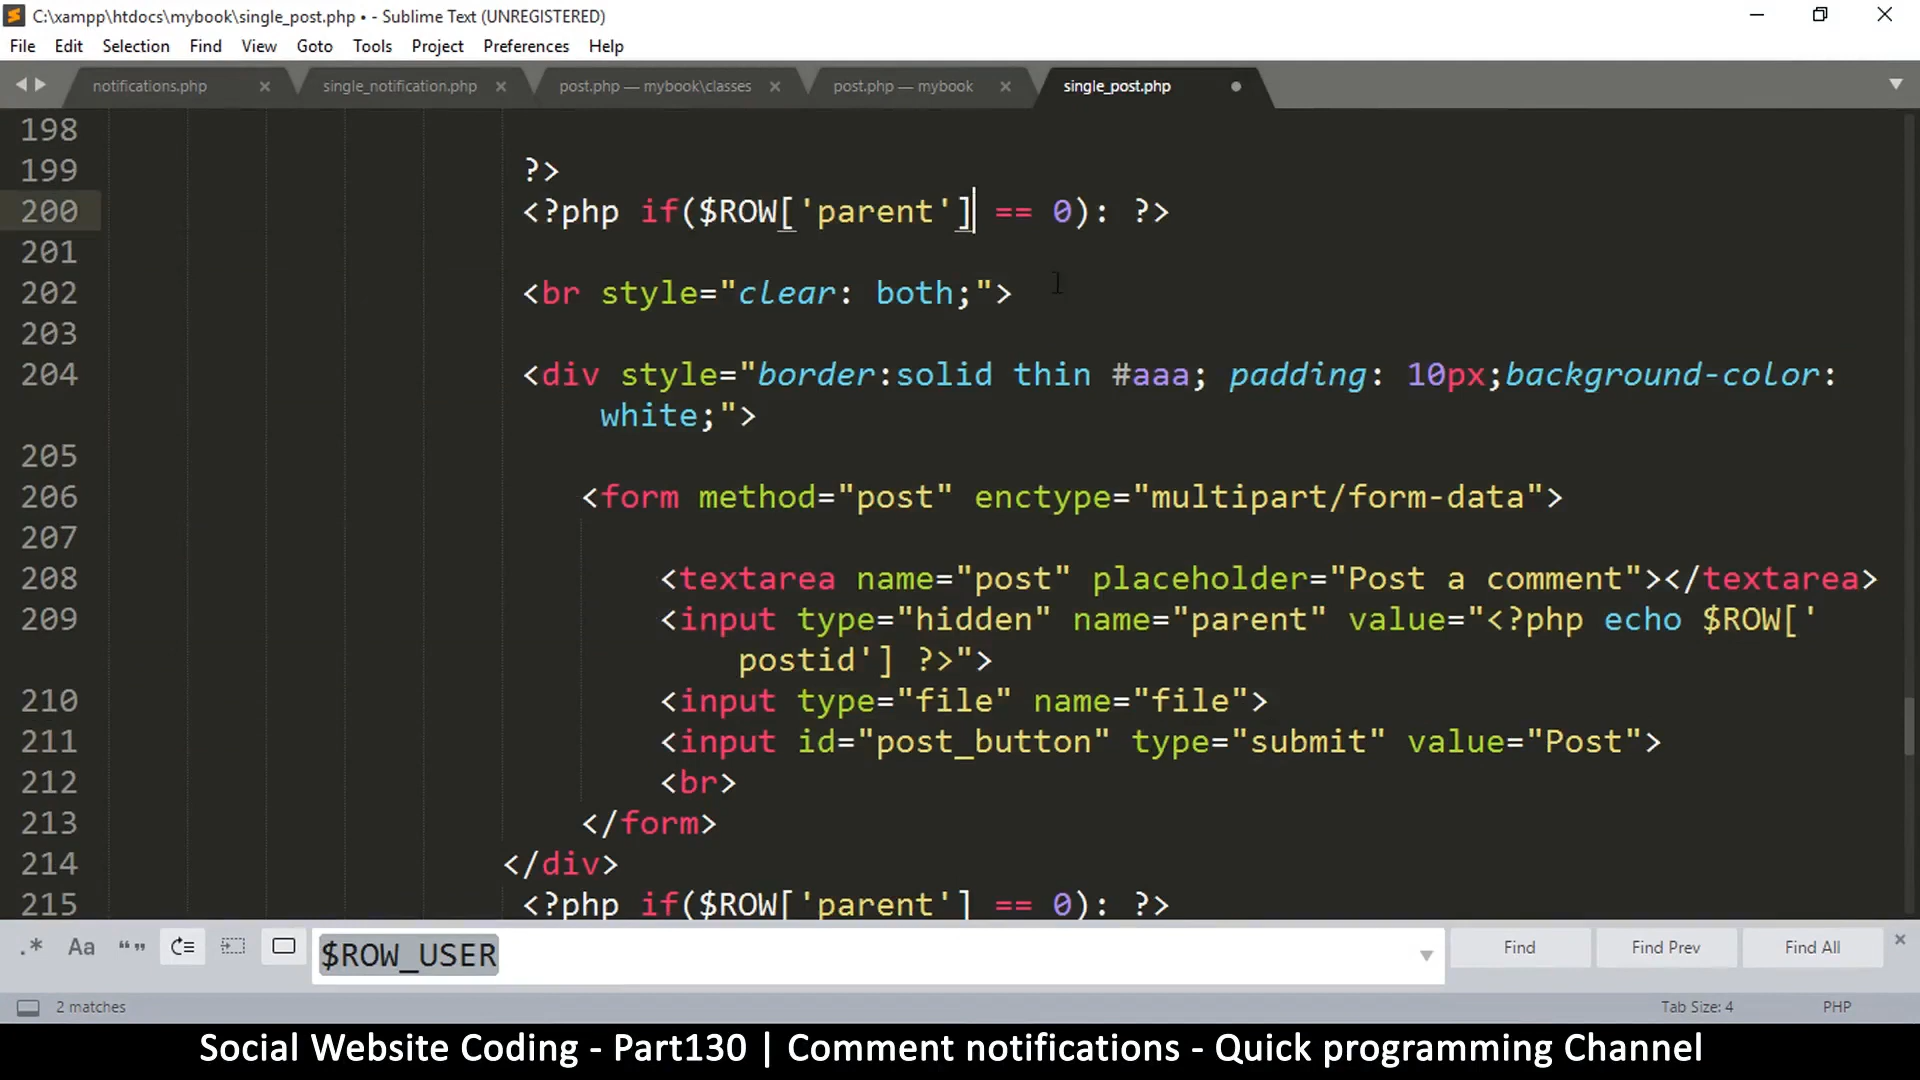 C:\xampp\htdocs\mybook\single_post.php • - Sublime Text (UNREGISTERED)
File Edit Selection Find View Goto Tools Project Preferences Help
notifications.php single_notification.php post.php — mybook\classes post.php — mybook single_post.php
198
199 ?>
200 <?php if($ROW['parent'] == 0): ?>
201
202 <br style="clear: both;">
203
204 <div style="border:solid thin #aaa; padding: 10px;background-color:
white;">
205
206 <form method="post" enctype="multipart/form-data">
207
208 <textarea name="post" placeholder="Post a comment"></textarea>
209 <input type="hidden" name="parent" value="<?php echo $ROW['
postid'] ?>">
210 <input type="file" name="file">
211 <input id="post_button" type="submit" value="Post">
212 <br>
213 </form>
214 </div>
215 <?php if($ROW['parent'] == 0): ?>
.* Aa “” $ROW_USER Find Find Prev Find All
2 matches Tab Size: 4 PHP
Social Website Coding - Part130 | Comment notifications - Quick programming Channel